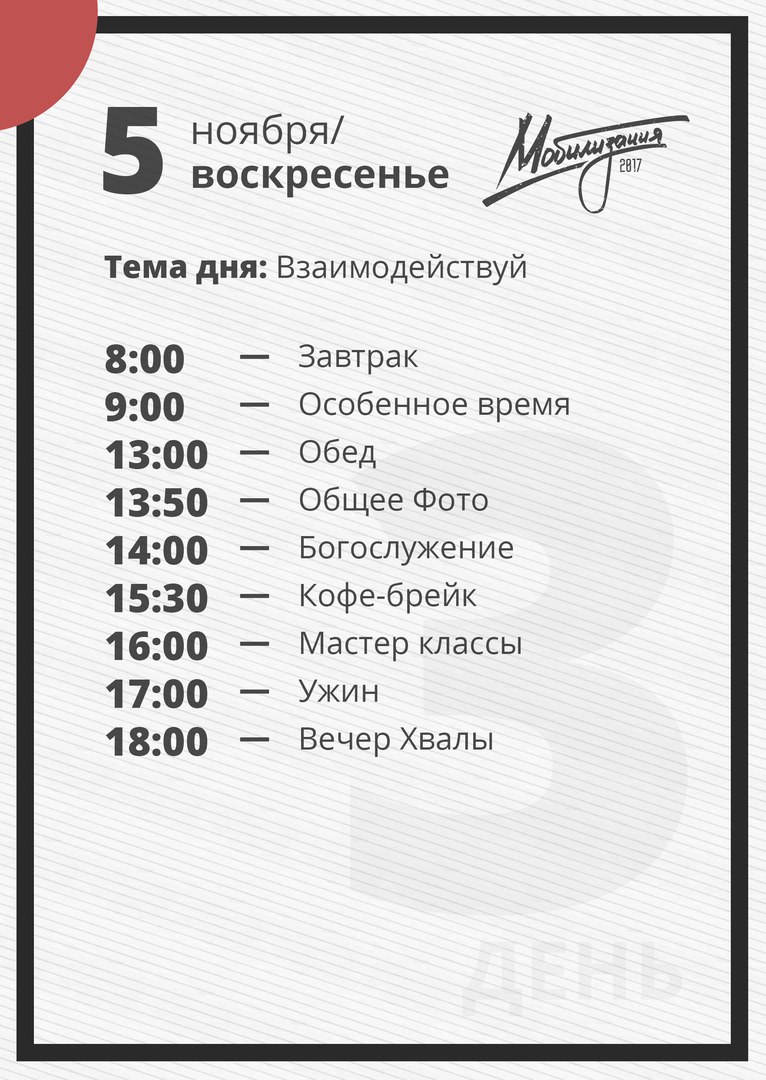 5 ноября/
воскресенье
Мобилизация
2017
Тема дня: Взаимодействуй
8:00 — Завтрак
9:00 — Особенное время
13:00 — Обед
13:50 — Общее Фото
14:00 — Богослужение
15:30 — Кофе-брейк
16:00 — Мастер классы
17:00 — Ужин
18:00 — Вечер Хвалы
3
ДЕНЬ